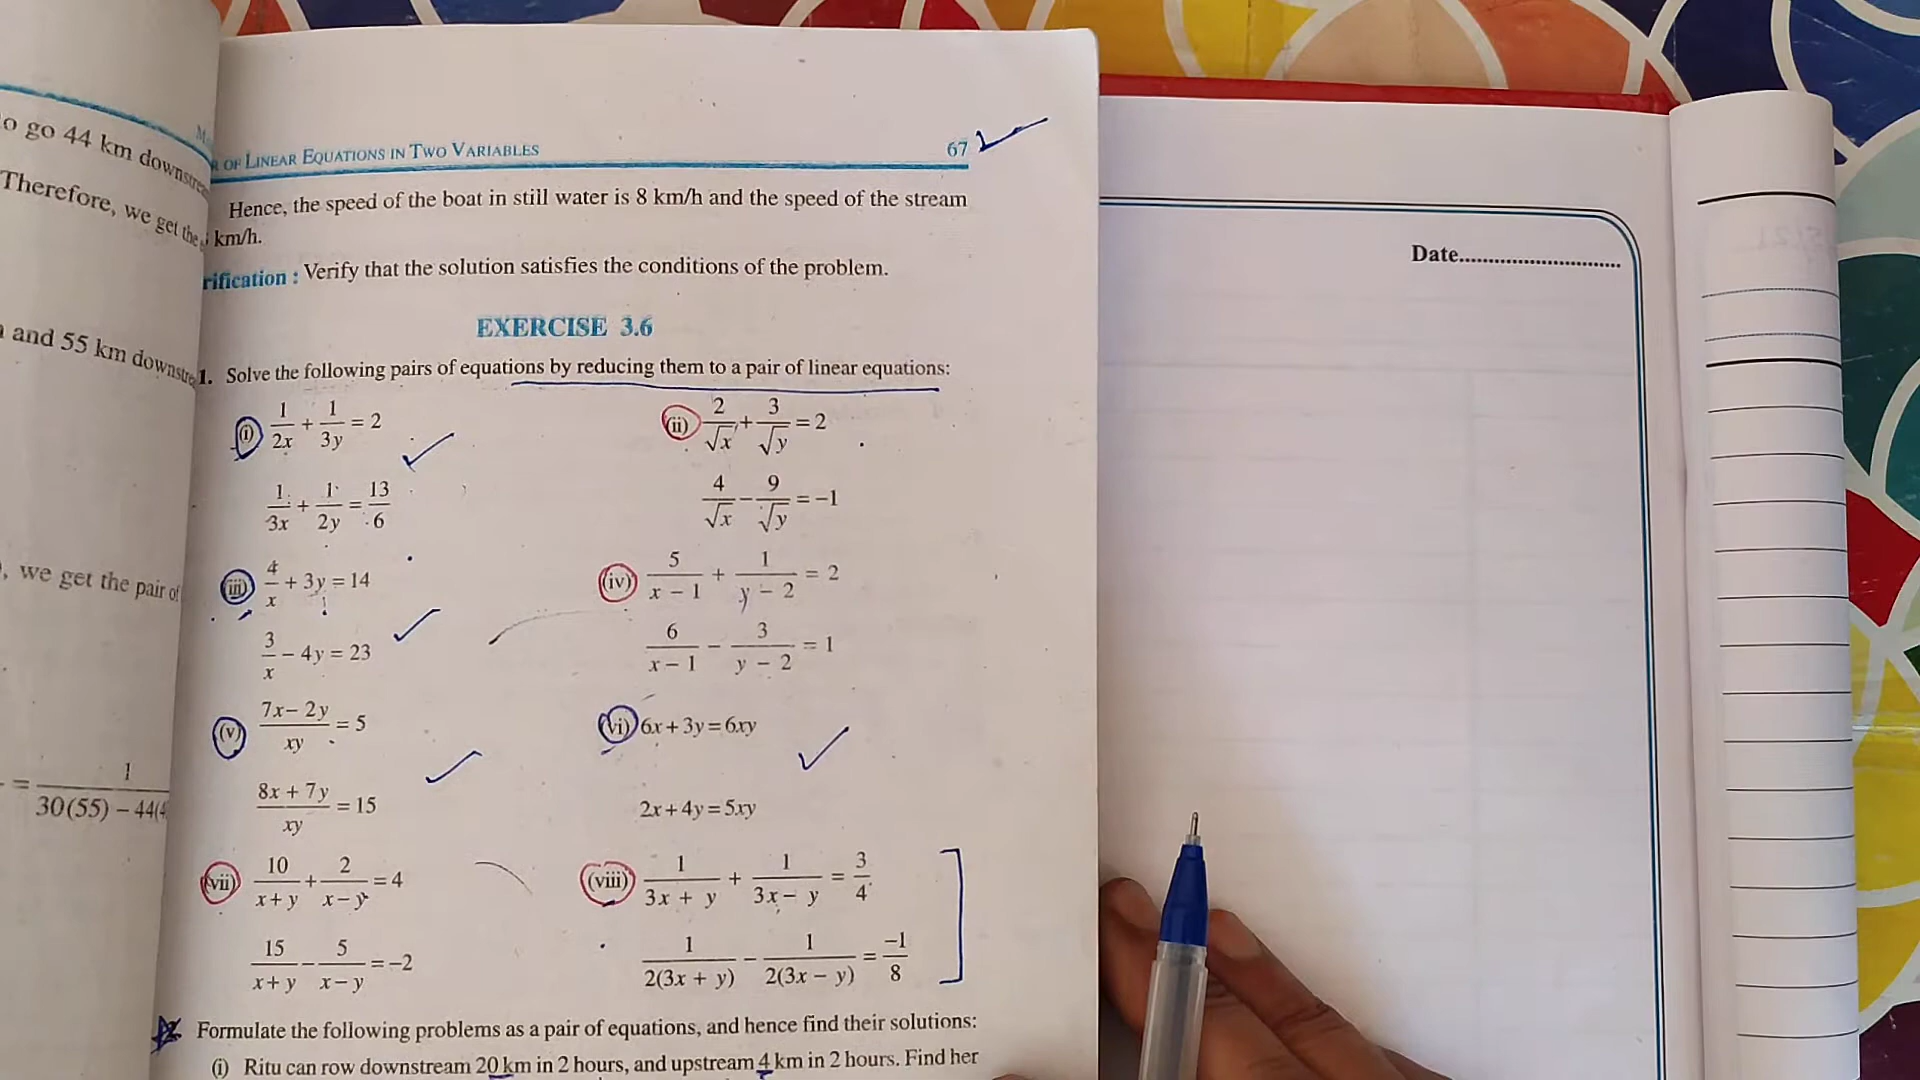 o go 44 km downstre
Therefore, we get the
and 55 km downstre
, we get the pair of
= 1/(30(55) – 44(4
R OF LINEAR EQUATIONS IN TWO VARIABLES 67
Hence, the speed of the boat in still water is 8 km/h and the speed of the stream
km/h.
rification : Verify that the solution satisfies the conditions of the problem.
EXERCISE 3.6
1. Solve the following pairs of equations by reducing them to a pair of linear equations:
(i) 1/2x + 1/3y = 2
1/3x + 1/2y = 13/6
(ii) 2/√x + 3/√y = 2
4/√x – 9/√y = –1
(iii) 4/x + 3y = 14
3/x – 4y = 23
(iv) 5/(x – 1) + 1/(y – 2) = 2
6/(x – 1) – 3/(y – 2) = 1
(v) (7x – 2y)/xy = 5
(8x + 7y)/xy = 15
(vi) 6x + 3y = 6xy
2x + 4y = 5xy
(vii) 10/(x + y) + 2/(x – y) = 4
15/(x + y) – 5/(x – y) = –2
(viii) 1/(3x + y) + 1/(3x – y) = 3/4
1/(2(3x + y)) – 1/(2(3x – y)) = –1/8
Formulate the following problems as a pair of equations, and hence find their solutions:
(i) Ritu can row downstream 20 km in 2 hours, and upstream 4 km in 2 hours. Find her
Date...........................